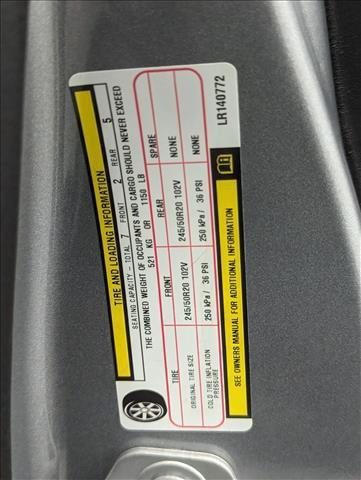 TIRE AND LOADING INFORMATION
SEATING CAPACITY - TOTAL 7 FRONT 2 REAR 5
THE COMBINED WEIGHT OF OCCUPANTS AND CARGO SHOULD NEVER EXCEED
521 KG OR 1150 LB
TIRE FRONT REAR SPARE
ORIGINAL TIRE SIZE 245/50R20 102V 245/50R20 102V NONE
COLD TIRE INFLATION PRESSURE 250 kPa / 36 PSI 250 kPa / 36 PSI NONE
SEE OWNERS MANUAL FOR ADDITIONAL INFORMATION
LR140772